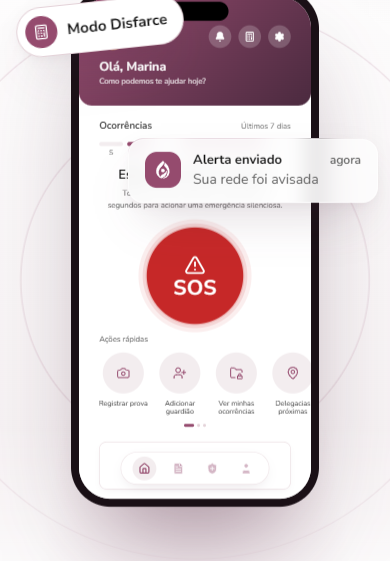 Modo Disfarce
Olá, Marina
Como podemos te ajudar hoje?
Ocorrências
Últimos 7 dias
S
Alerta enviado
agora
Sua rede foi avisada
segundos para acionar uma emergência silenciosa.
SOS
Ações rápidas
Registrar prova
Adicionar
guardião
Ver minhas
ocorrências
Delegacias
próximas